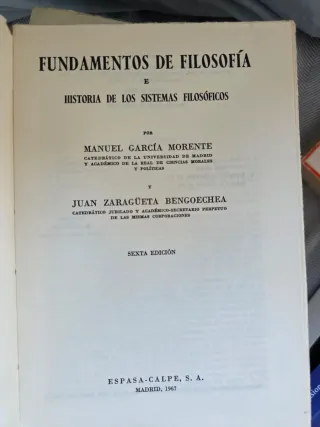 FUNDAMENTOS DE FILOSOFÍA
E
HISTORIA DE LOS SISTEMAS FILOSÓFICOS
POR
MANUEL GARCÍA MORENTE
CATEDRÁTICO DE LA UNIVERSIDAD DE MADRID
Y ACADÉMICO DE LA REAL DE CIENCIAS MORALES
Y POLÍTICAS
Y
JUAN ZARAGÜETA BENGOECHEA
CATEDRÁTICO JUBILADO Y ACADÉMICO-SECRETARIO PERPETUO
DE LAS MISMAS CORPORACIONES
SEXTA EDICIÓN
ESPASA-CALPE, S. A.
MADRID, 1967